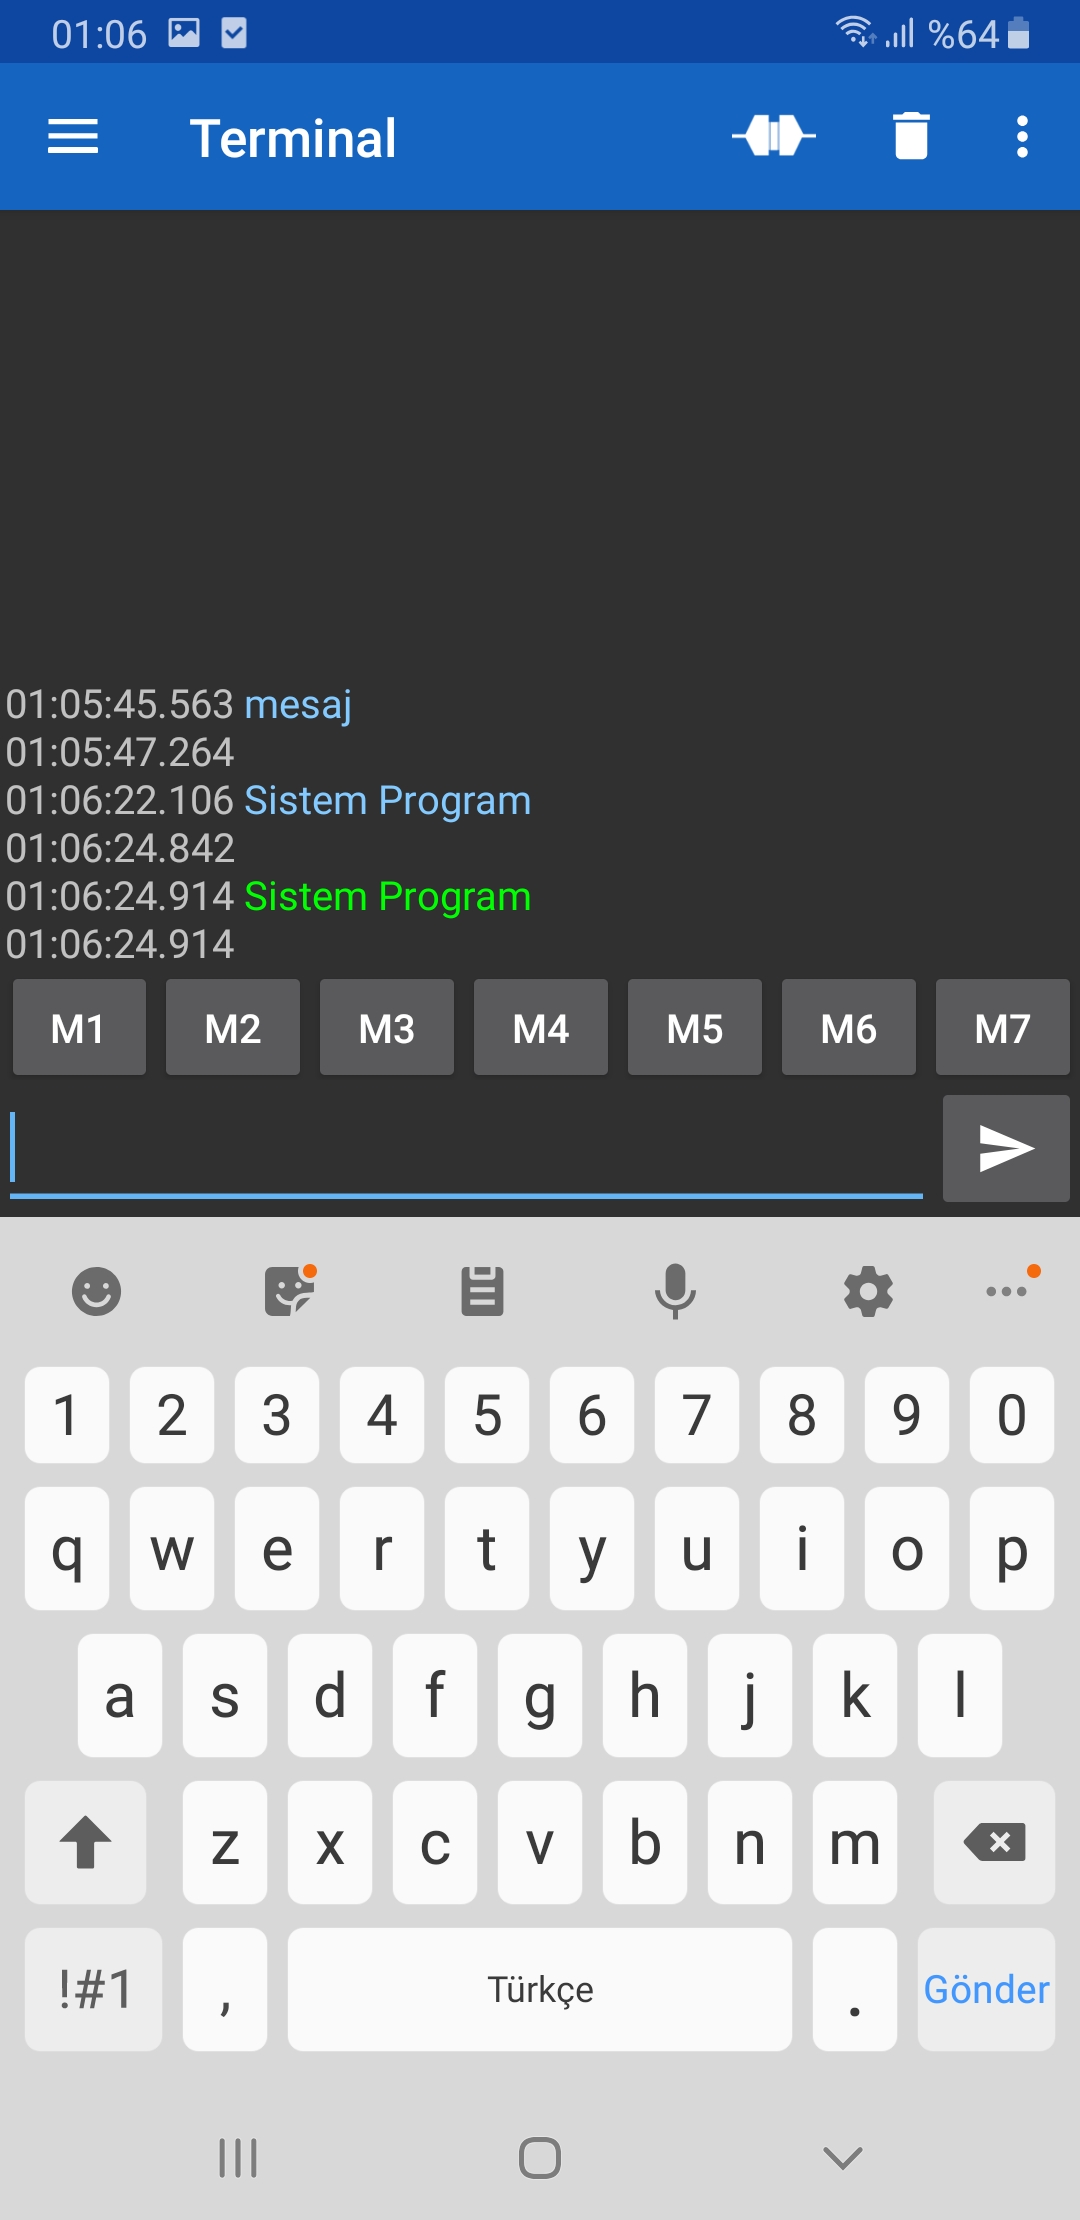 01:06 %64
Terminal
01:05:45.563 mesaj
01:05:47.264
01:06:22.106 Sistem Program
01:06:24.842
01:06:24.914 Sistem Program
01:06:24.914
M1 M2 M3 M4 M5 M6 M7
1 2 3 4 5 6 7 8 9 0
q w e r t y u i o p
a s d f g h j k l
z x c v b n m
!#1 , Türkçe . Gönder